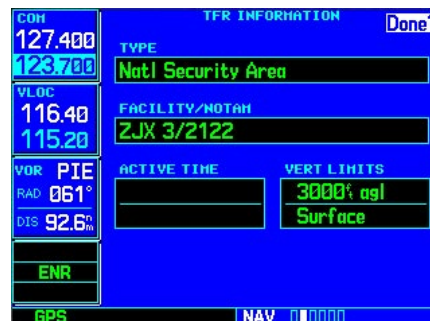 COM
127.400
123.700
VLOC
116.40
115.20
VOR PIE
RAD 061°
DIS 92.6nm
ENR
GPS
TFR INFORMATION
Done?
TYPE
Natl Security Area
FACILITY/NOTAM
ZJX 3/2122
ACTIVE TIME
VERT LIMITS
3000ft agl
Surface
NAV